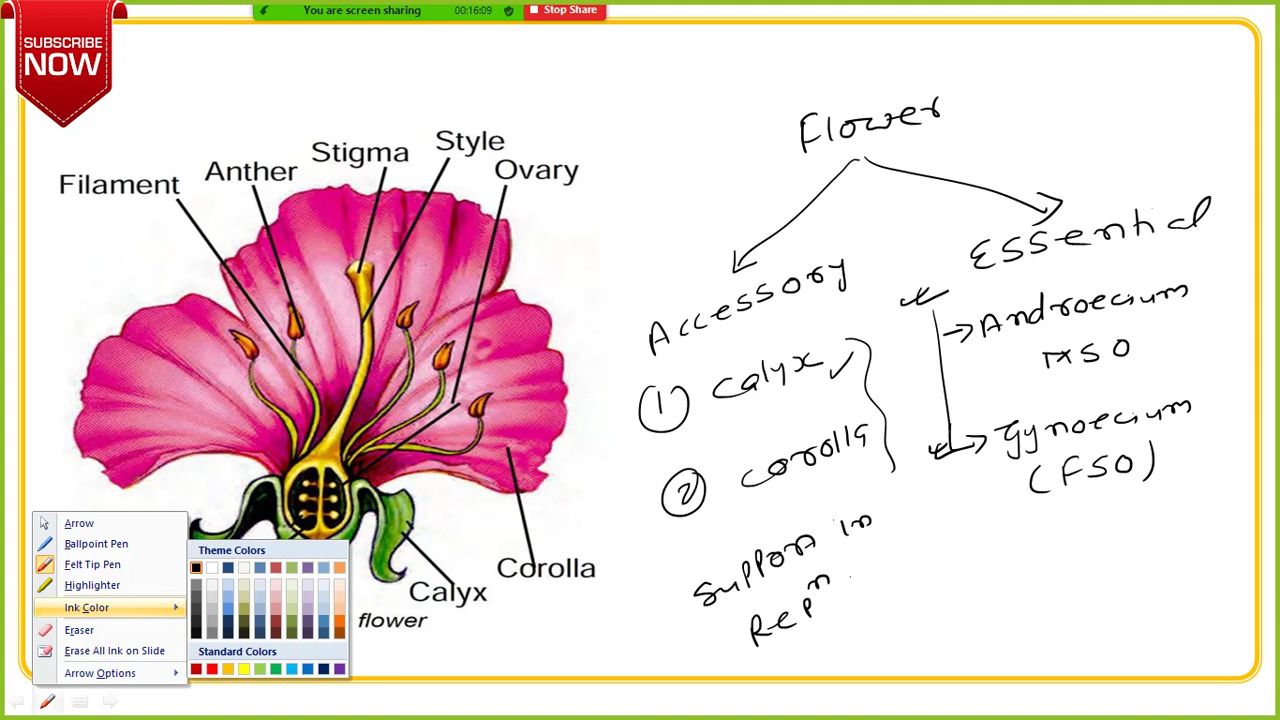 You are screen sharing
00:16:09
Stop Share
SUBSCRIBE
NOW
Filament
Anther
Stigma
Style
Ovary
Corolla
Calyx
flower
Flower
Accessory
Essential
1 Calyx
2 Corolla
Support in
Rep n
Androecium
MSO
Gynoecium
(FSO)
Arrow
Ballpoint Pen
Felt Tip Pen
Highlighter
Ink Color
Eraser
Erase All Ink on Slide
Arrow Options
Theme Colors
Standard Colors